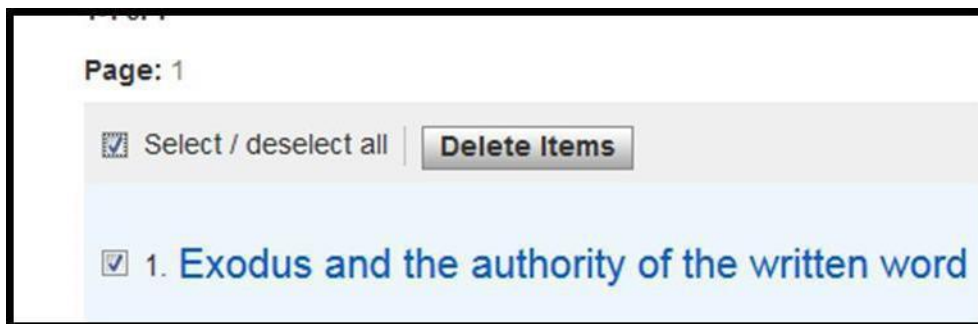 Page: 1
Select / deselect all Delete Items
1. Exodus and the authority of the written word